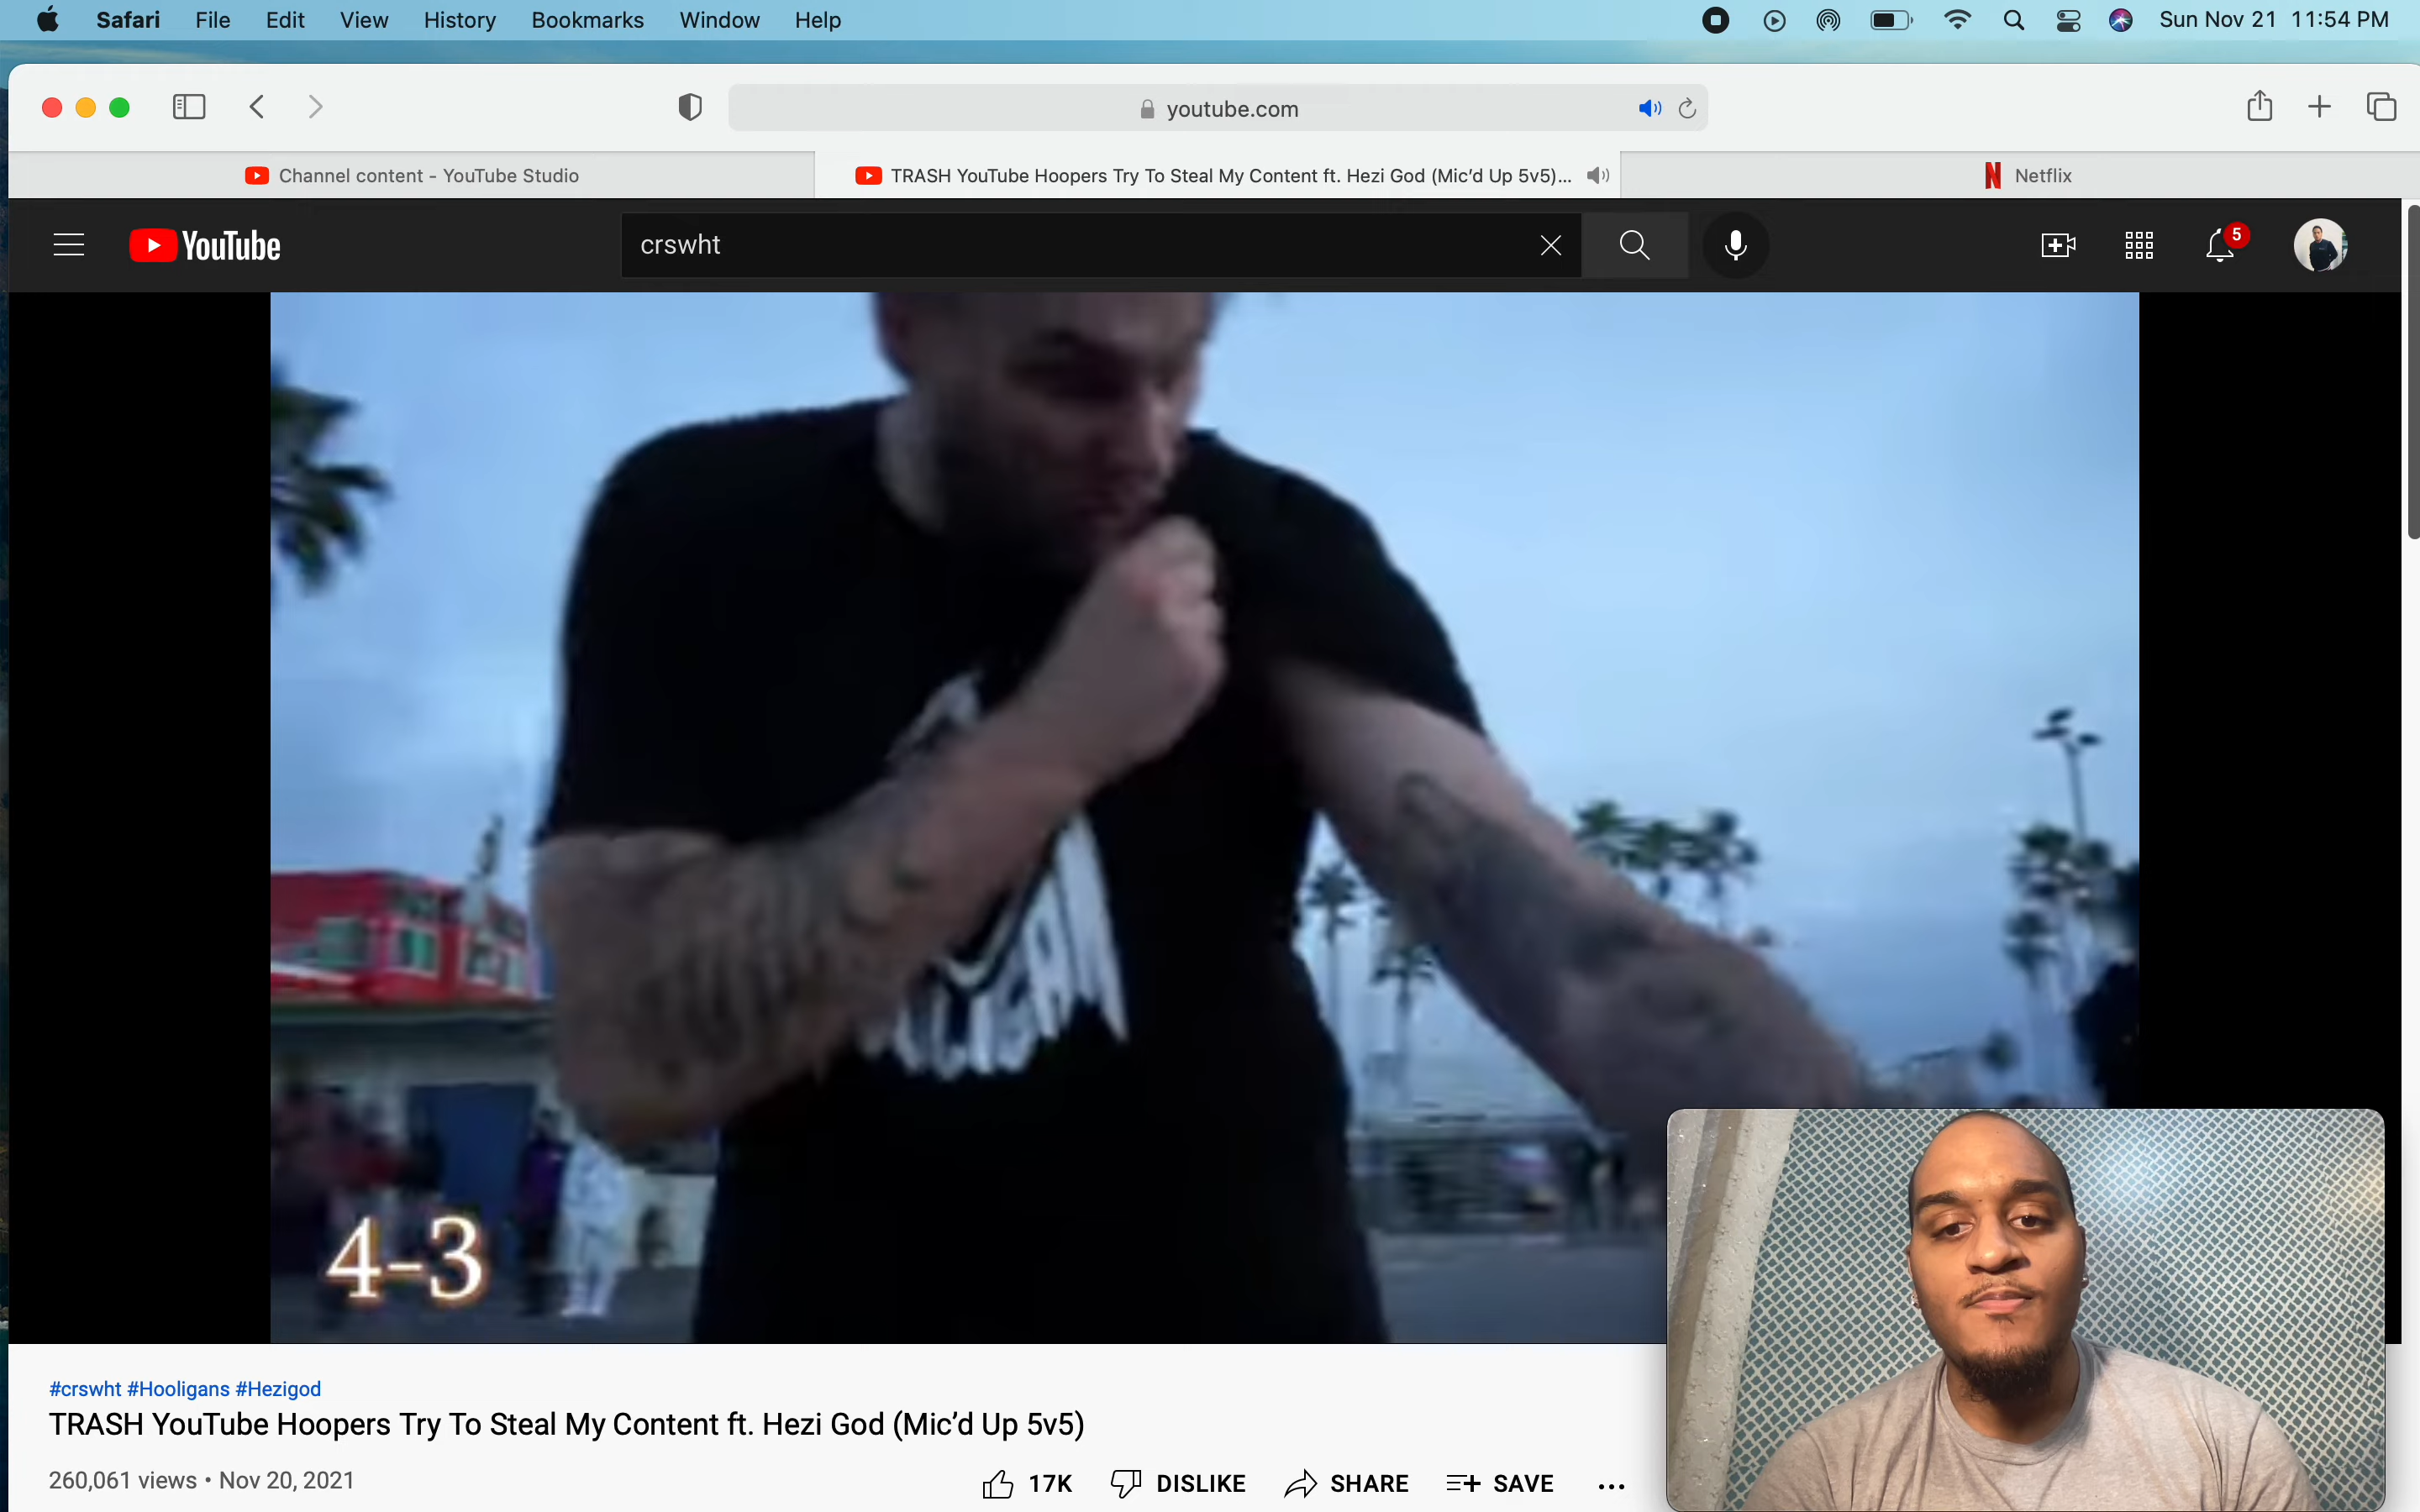 Safari File Edit View History Bookmarks Window Help Sun Nov 21 11:54 PM
youtube.com
Channel content - YouTube Studio TRASH YouTube Hoopers Try To Steal My Content ft. Hezi God (Mic’d Up 5v5)... Netflix
YouTube crswht 5
4-3
#crswht #Hooligans #Hezigod
TRASH YouTube Hoopers Try To Steal My Content ft. Hezi God (Mic’d Up 5v5)
260,061 views • Nov 20, 2021 17K DISLIKE SHARE SAVE ...